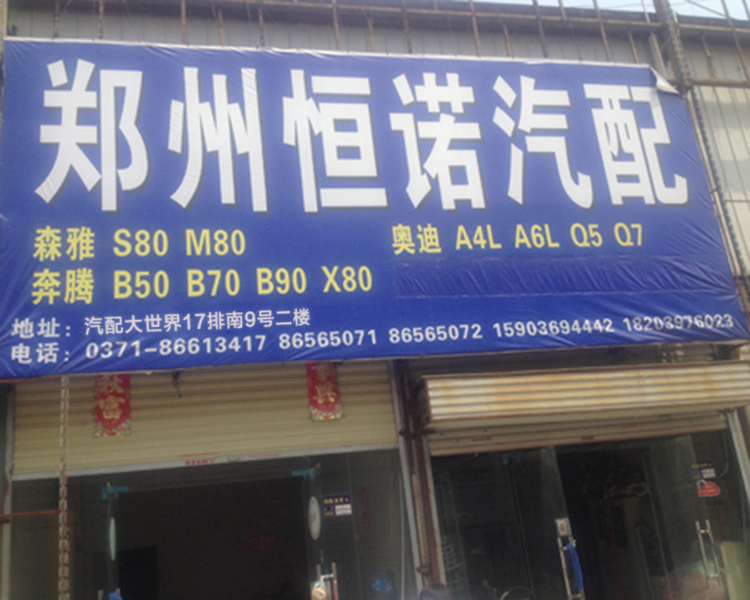 郑州恒诺汽配
森雅 S80 M80 奥迪 A4L A6L Q5 Q7
奔腾 B50 B70 B90 X80
地址：汽配大世界17排南9号二楼
电话：0371-86613417 86565071 86565072 15903694442 18203976023